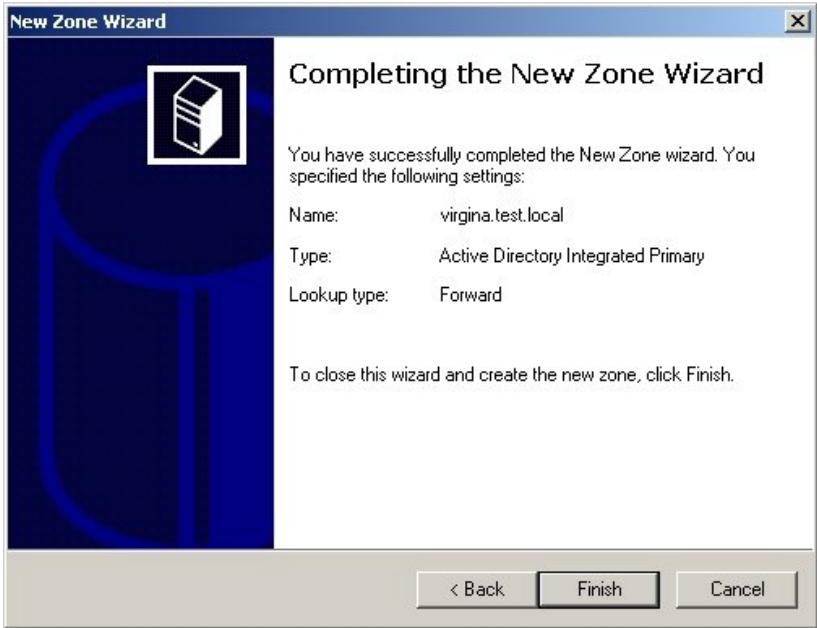 New Zone Wizard
Completing the New Zone Wizard
You have successfully completed the New Zone wizard. You
specified the following settings:
Name: virgina.test.local
Type: Active Directory Integrated Primary
Lookup type: Forward
To close this wizard and create the new zone, click Finish.
< Back Finish Cancel